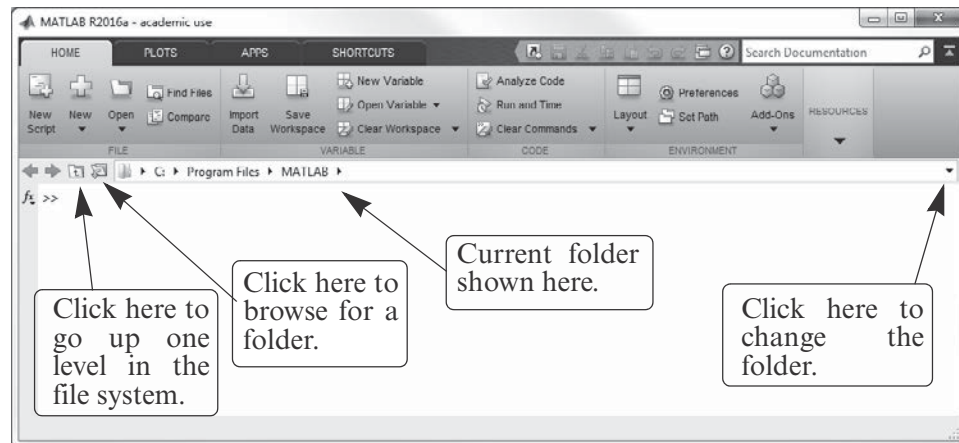 MATLAB R2016a - academic use
HOME PLOTS APPS SHORTCUTS Search Documentation
New Script
New
Open
Find Files
Compare
Import Data
Save Workspace
New Variable
Open Variable
Clear Workspace
Analyze Code
Run and Time
Clear Commands
Layout
Preferences
Set Path
Add-Ons
RESOURCES
FILE VARIABLE CODE ENVIRONMENT
C: Program Files MATLAB
fx >>
Click here to
go up one
level in the
file system.
Click here to
browse for a
folder.
Current folder
shown here.
Click here to
change the
folder.